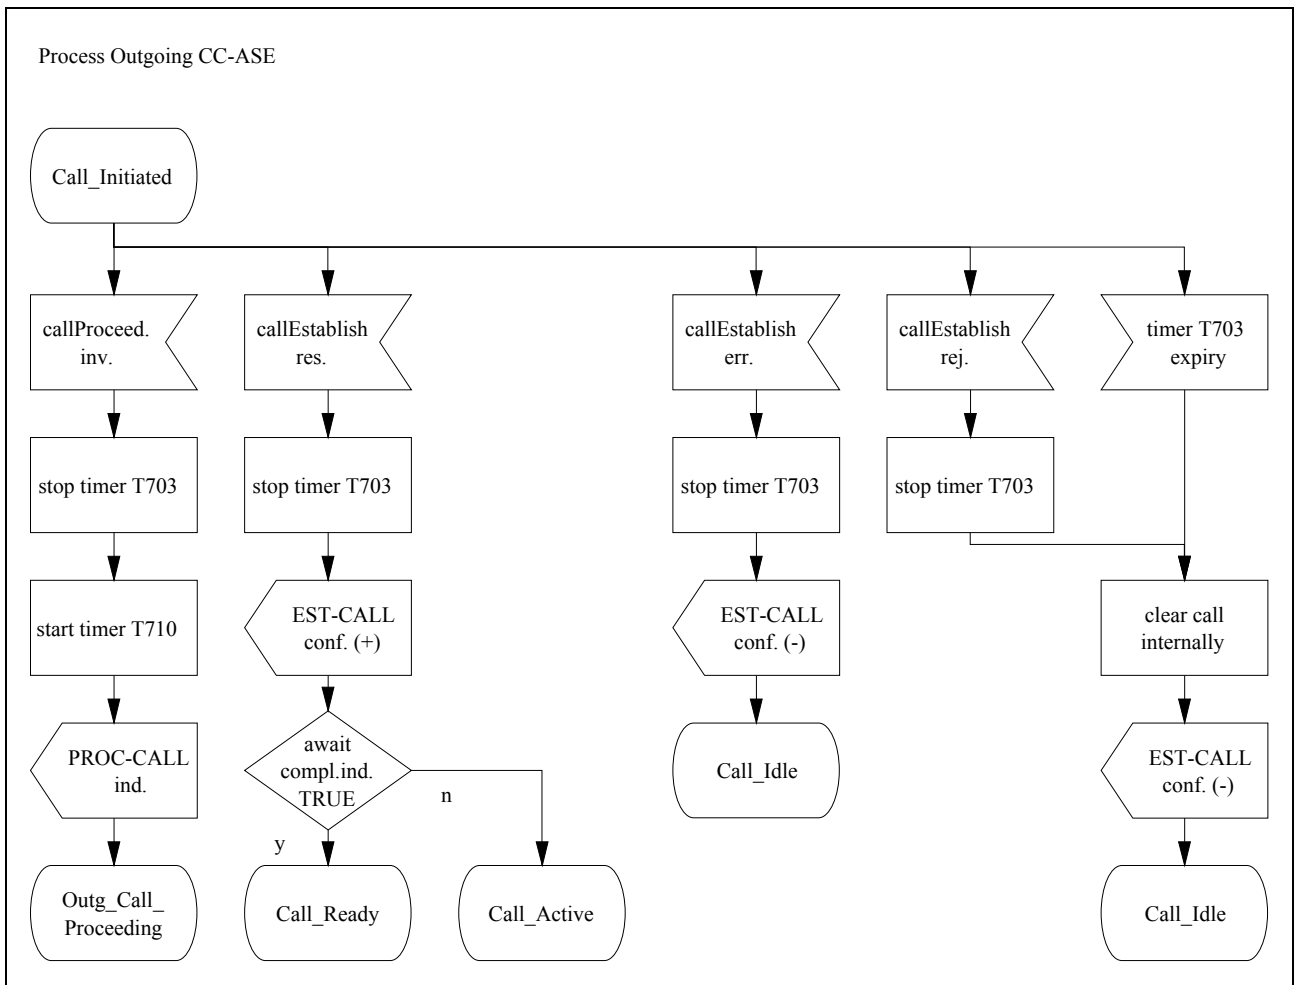 Process Outgoing CC-ASE
Call_Initiated
callProceed.
inv.
callEstablish
res.
callEstablish
err.
callEstablish
rej.
timer T703
expiry
stop timer T703
stop timer T703
stop timer T703
stop timer T703
start timer T710
EST-CALL
conf. (+)
EST-CALL
conf. (-)
clear call
internally
PROC-CALL
ind.
await
compl.ind.
TRUE
n
y
Call_Idle
EST-CALL
conf. (-)
Outg_Call_
Proceeding
Call_Ready
Call_Active
Call_Idle